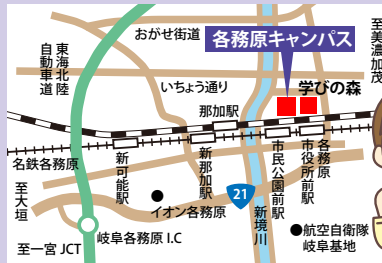 おがせ街道
至美濃加茂
各務原キャンパス
東海北陸
自動車道
いちょう通り
学びの森
那加駅
名鉄各務原
新可能駅
新那加駅
市民公園前駅
各務原
市役所前駅
至大垣
イオン各務原
21
新境川
航空自衛隊
岐阜基地
岐阜各務原 I.C
至一宮 JCT